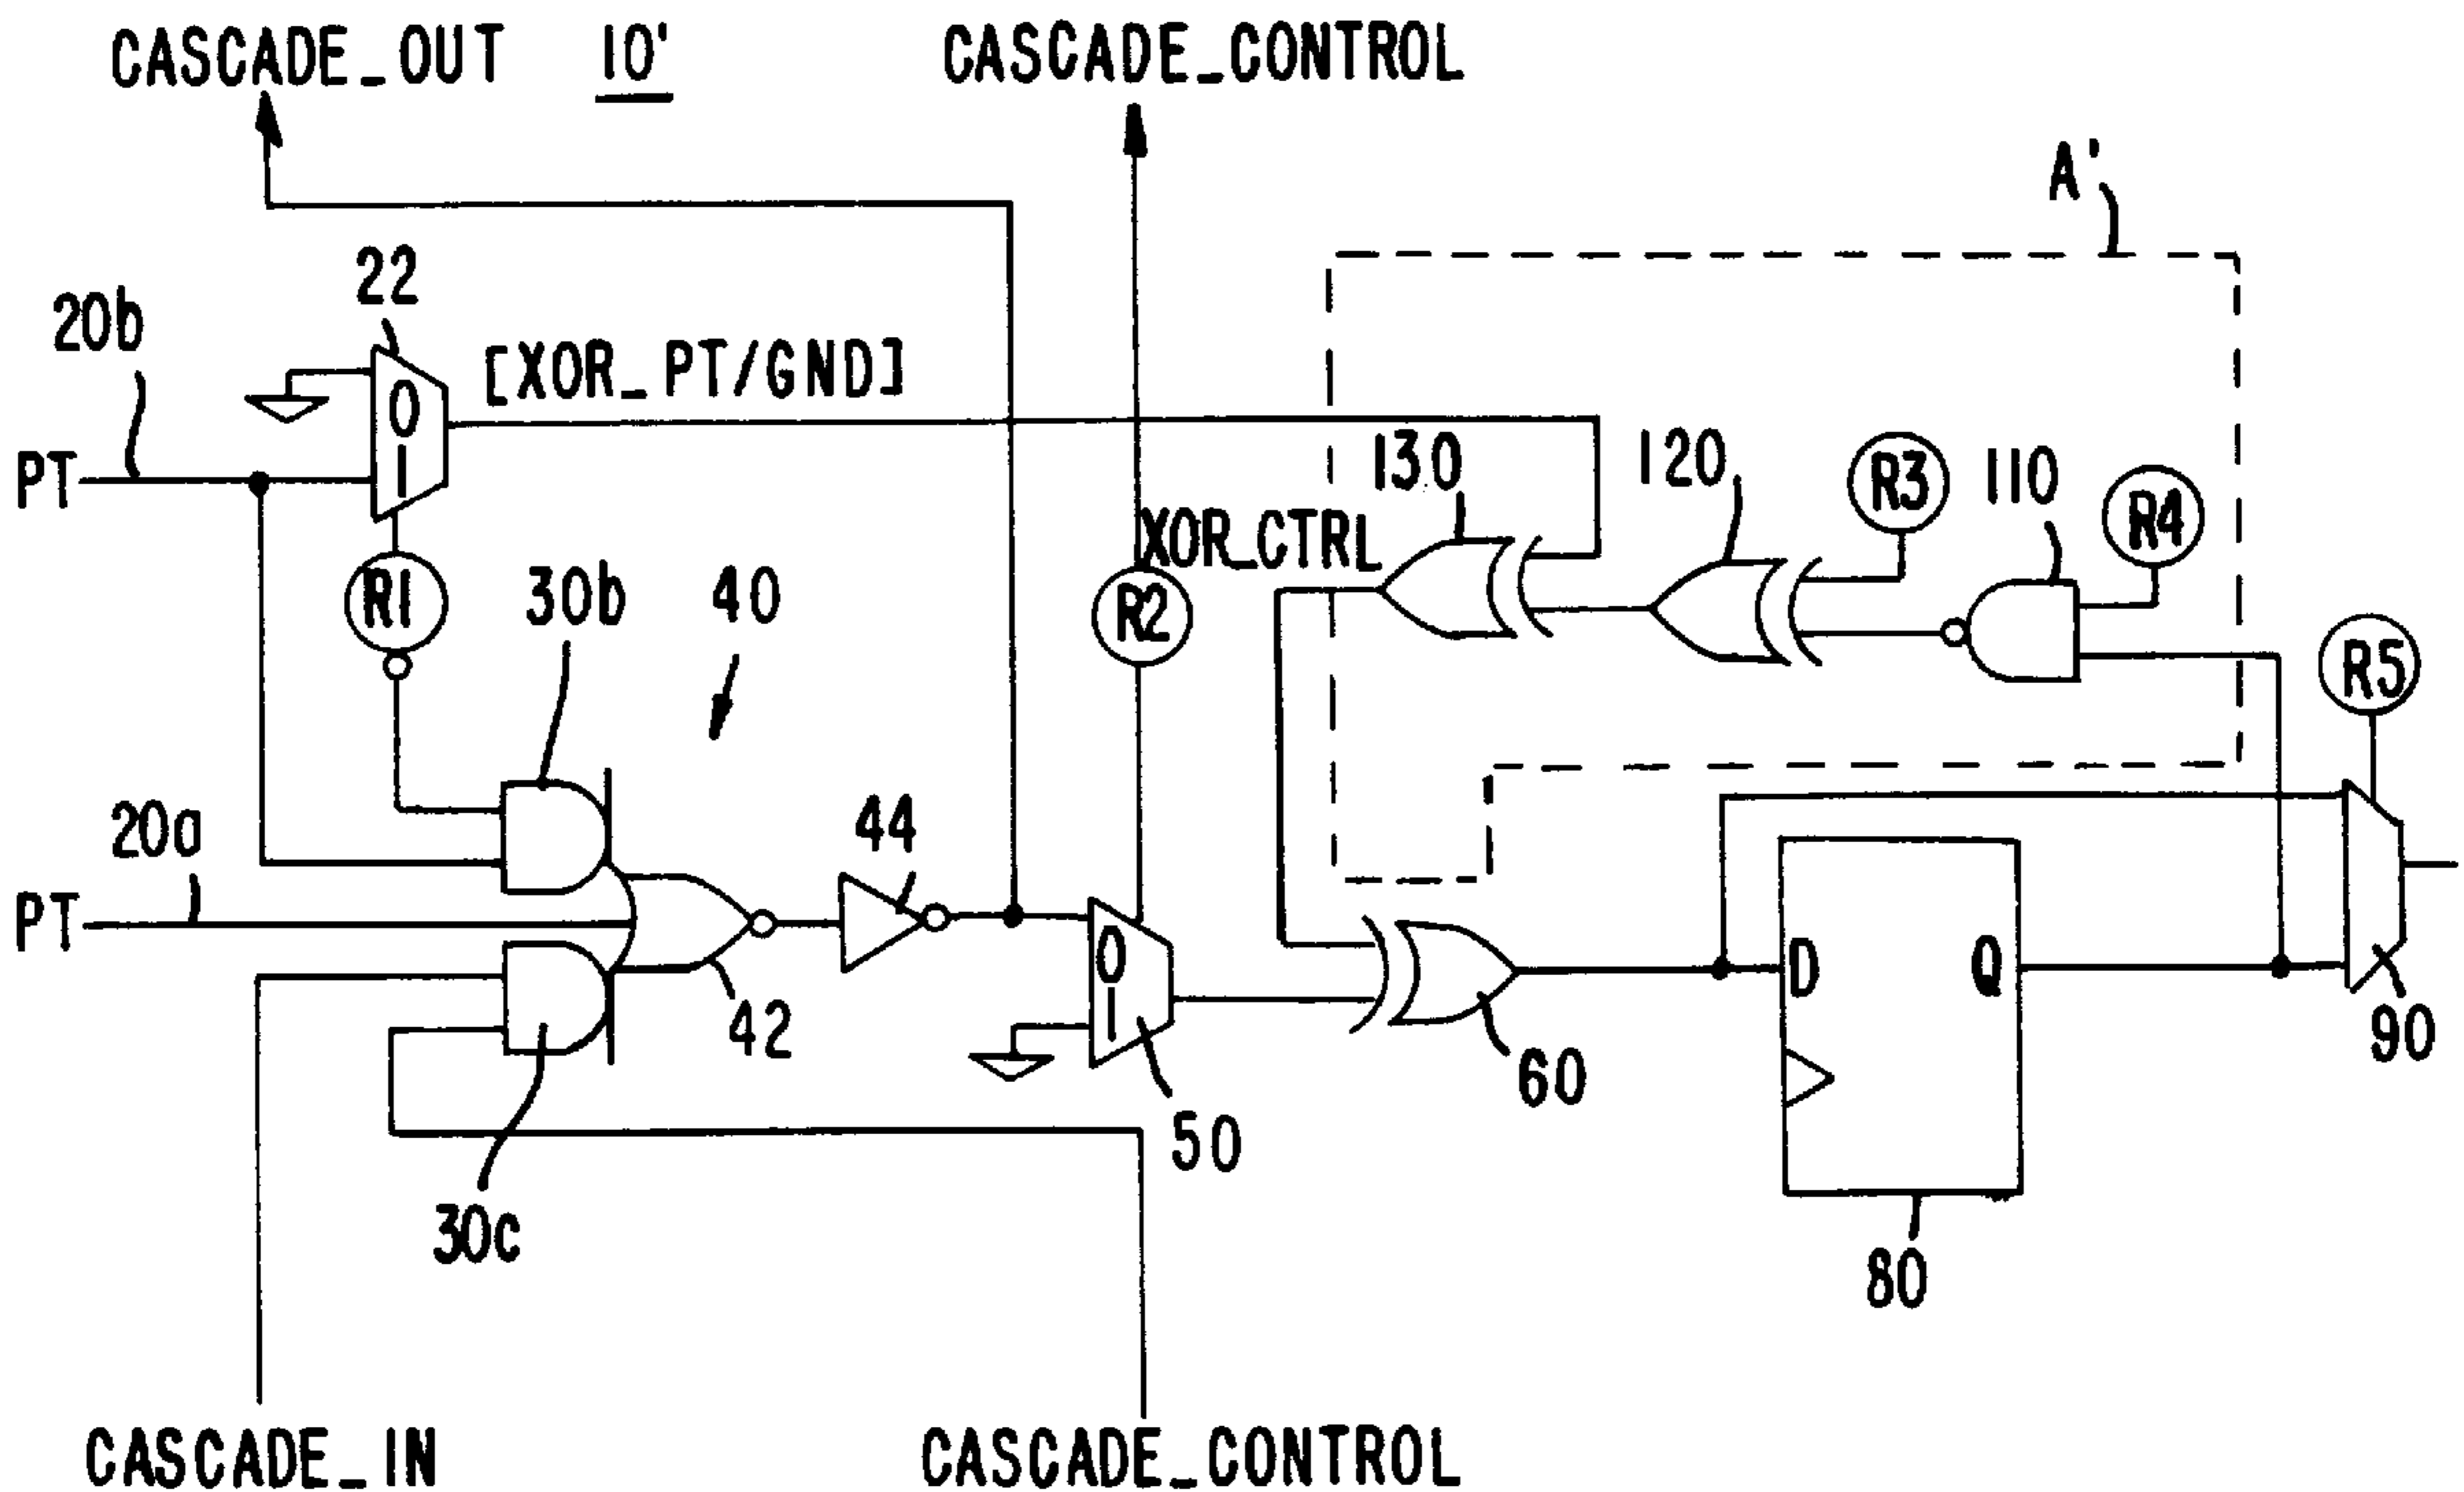 CASCADE_OUT 10'
CASCADE_CONTROL
A'
22
20b
[XOR_PT/GND]
0
1
PT
130
120
R3
110
R4
XOR_CTRL
R1
30b
40
R2
R5
20a
44
PT
0
1
D
Q
42
60
90
50
30c
80
CASCADE_IN
CASCADE_CONTROL